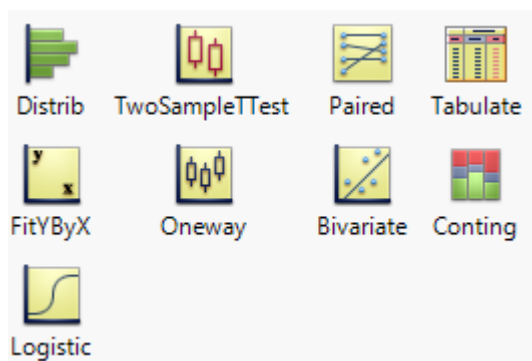 Distrib TwoSampleTTest Paired Tabulate
y
x
FitYByX Oneway Bivariate Conting
Logistic